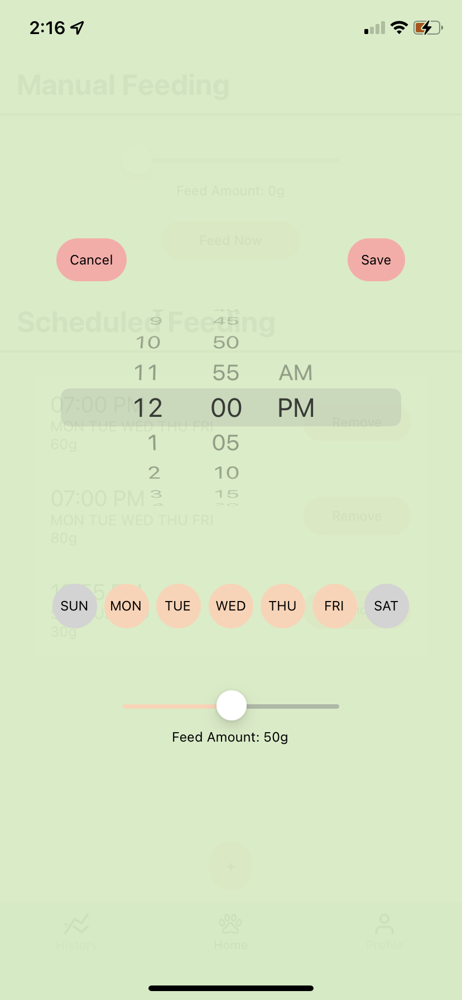 2:16
Manual Feeding
Feed Amount: 0g
Feed Now
Cancel Save
Scheduled Feeding
9 45
10 50
11 55 AM
12 00 PM
1 05
2 10
3 15
07:00 PM
MON TUE WED THU FRI
60g
Remove
07:00 PM
MON TUE WED THU FRI
80g
Remove
SUN MON TUE WED THU FRI SAT
30g
Feed Amount: 50g
+
History Home Profile